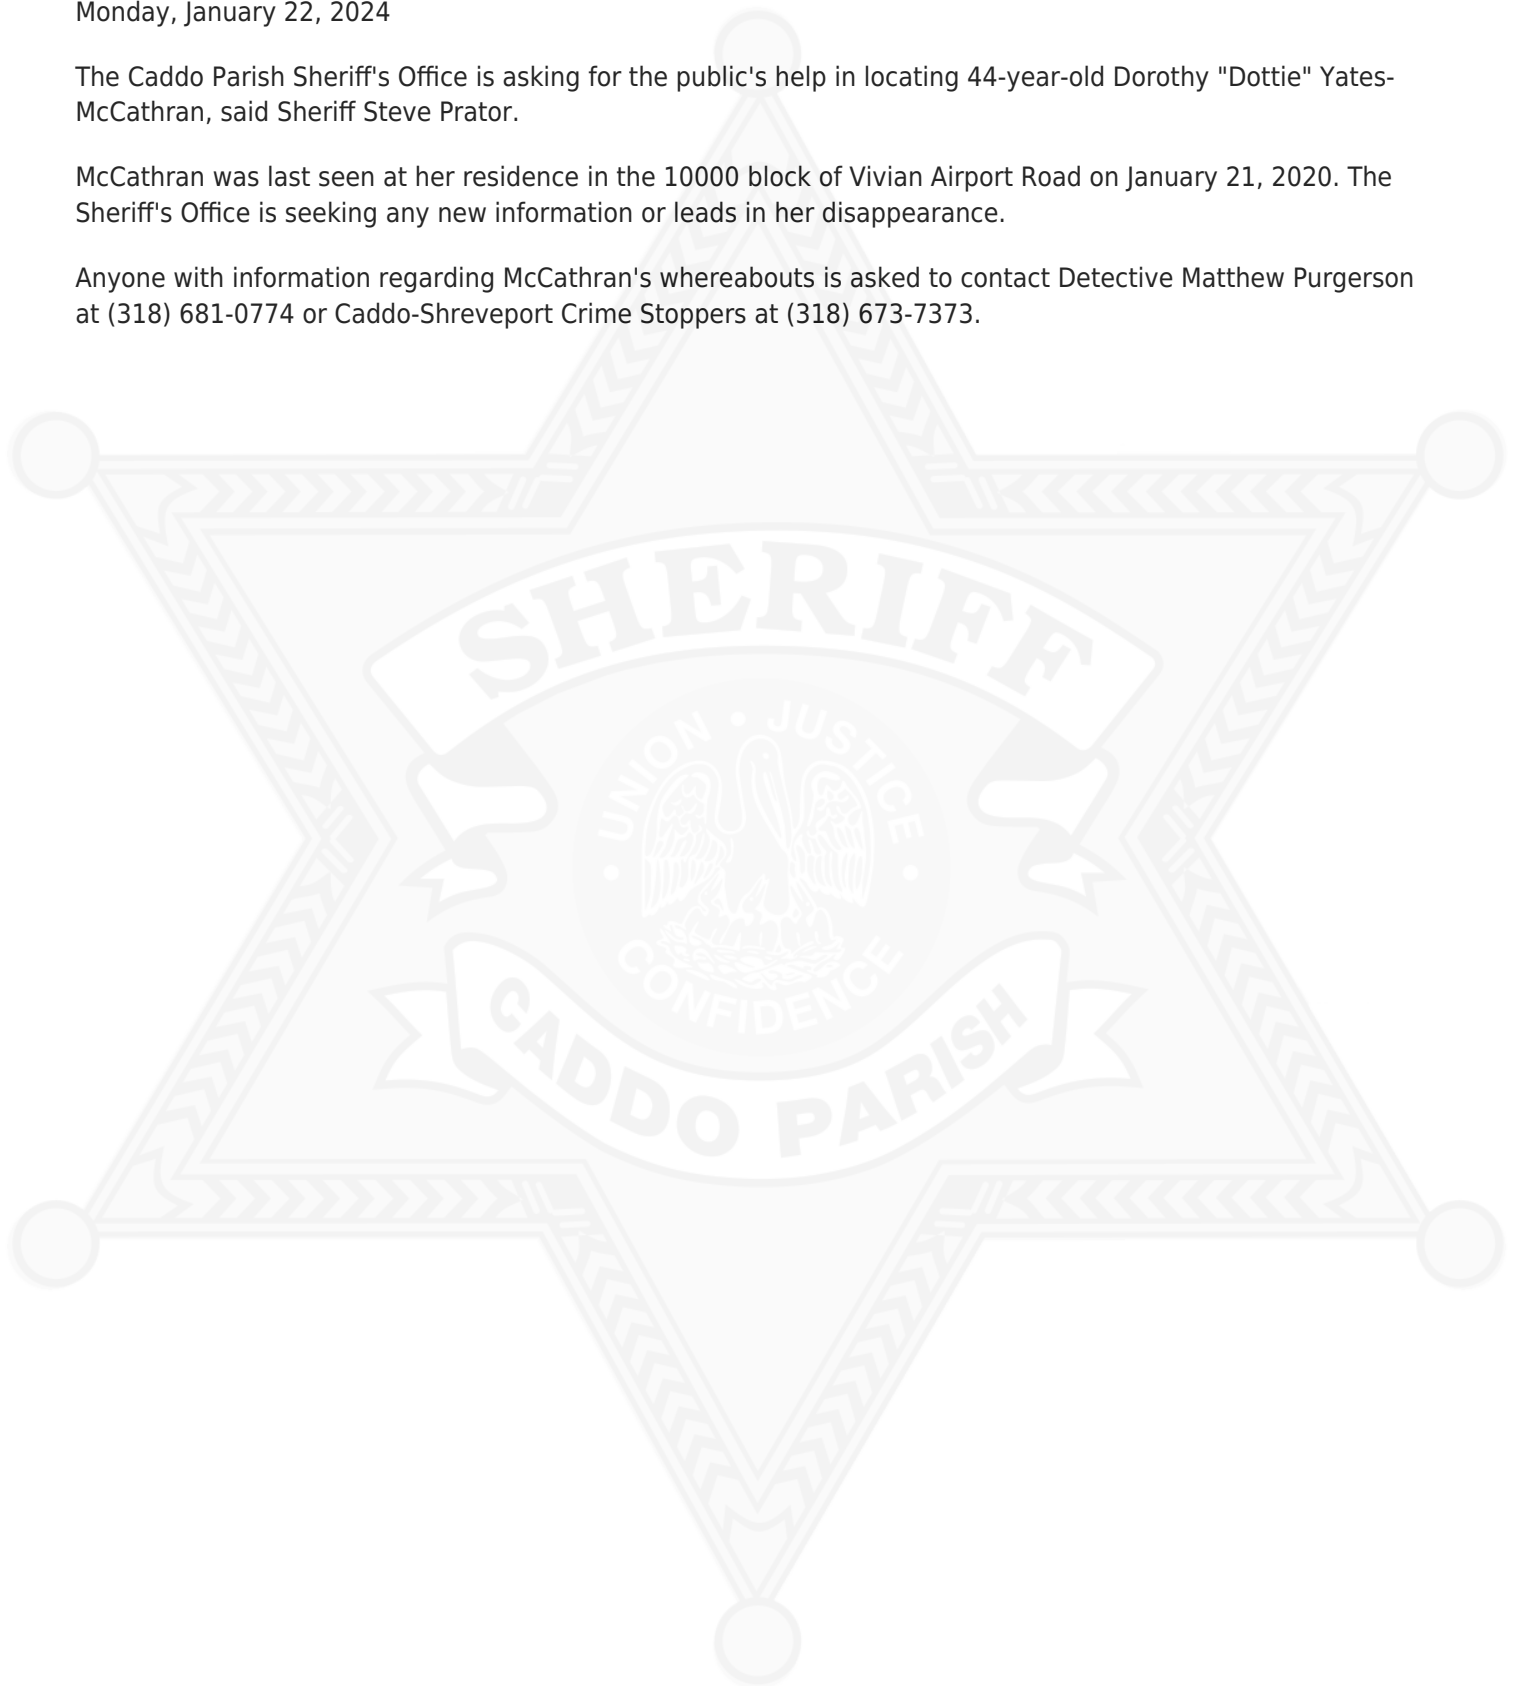 Monday, January 22, 2024
The Caddo Parish Sheriff's Office is asking for the public's help in locating 44-year-old Dorothy "Dottie" Yates-
McCathran, said Sheriff Steve Prator.
McCathran was last seen at her residence in the 10000 block of Vivian Airport Road on January 21, 2020. The
Sheriff's Office is seeking any new information or leads in her disappearance.
Anyone with information regarding McCathran's whereabouts is asked to contact Detective Matthew Purgerson
at (318) 681-0774 or Caddo-Shreveport Crime Stoppers at (318) 673-7373.
SHERIFF
UNION • JUSTICE
• CONFIDENCE •
CADDO PARISH